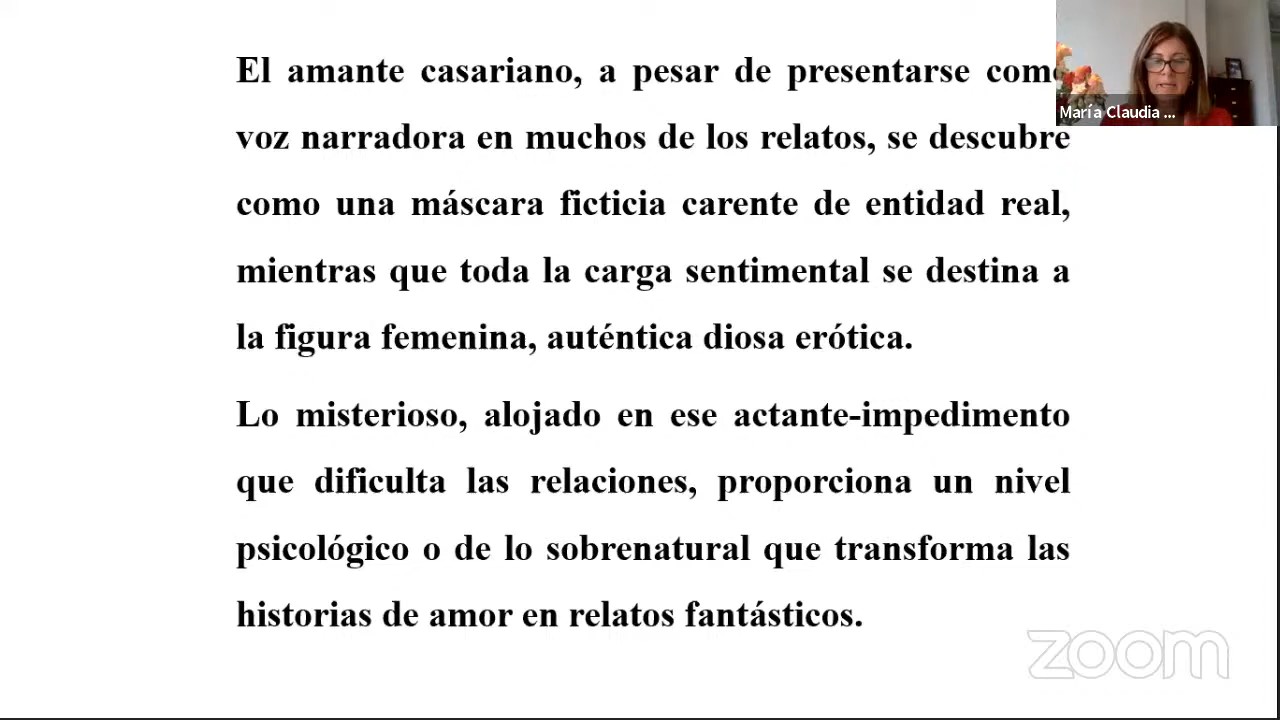 El amante casariano, a pesar de presentarse como
voz narradora en muchos de los relatos, se descubre
como una máscara ficticia carente de entidad real,
mientras que toda la carga sentimental se destina a
la figura femenina, auténtica diosa erótica.
Lo misterioso, alojado en ese actante-impedimento
que dificulta las relaciones, proporciona un nivel
psicológico o de lo sobrenatural que transforma las
historias de amor en relatos fantásticos.
María Claudia ...
zoom